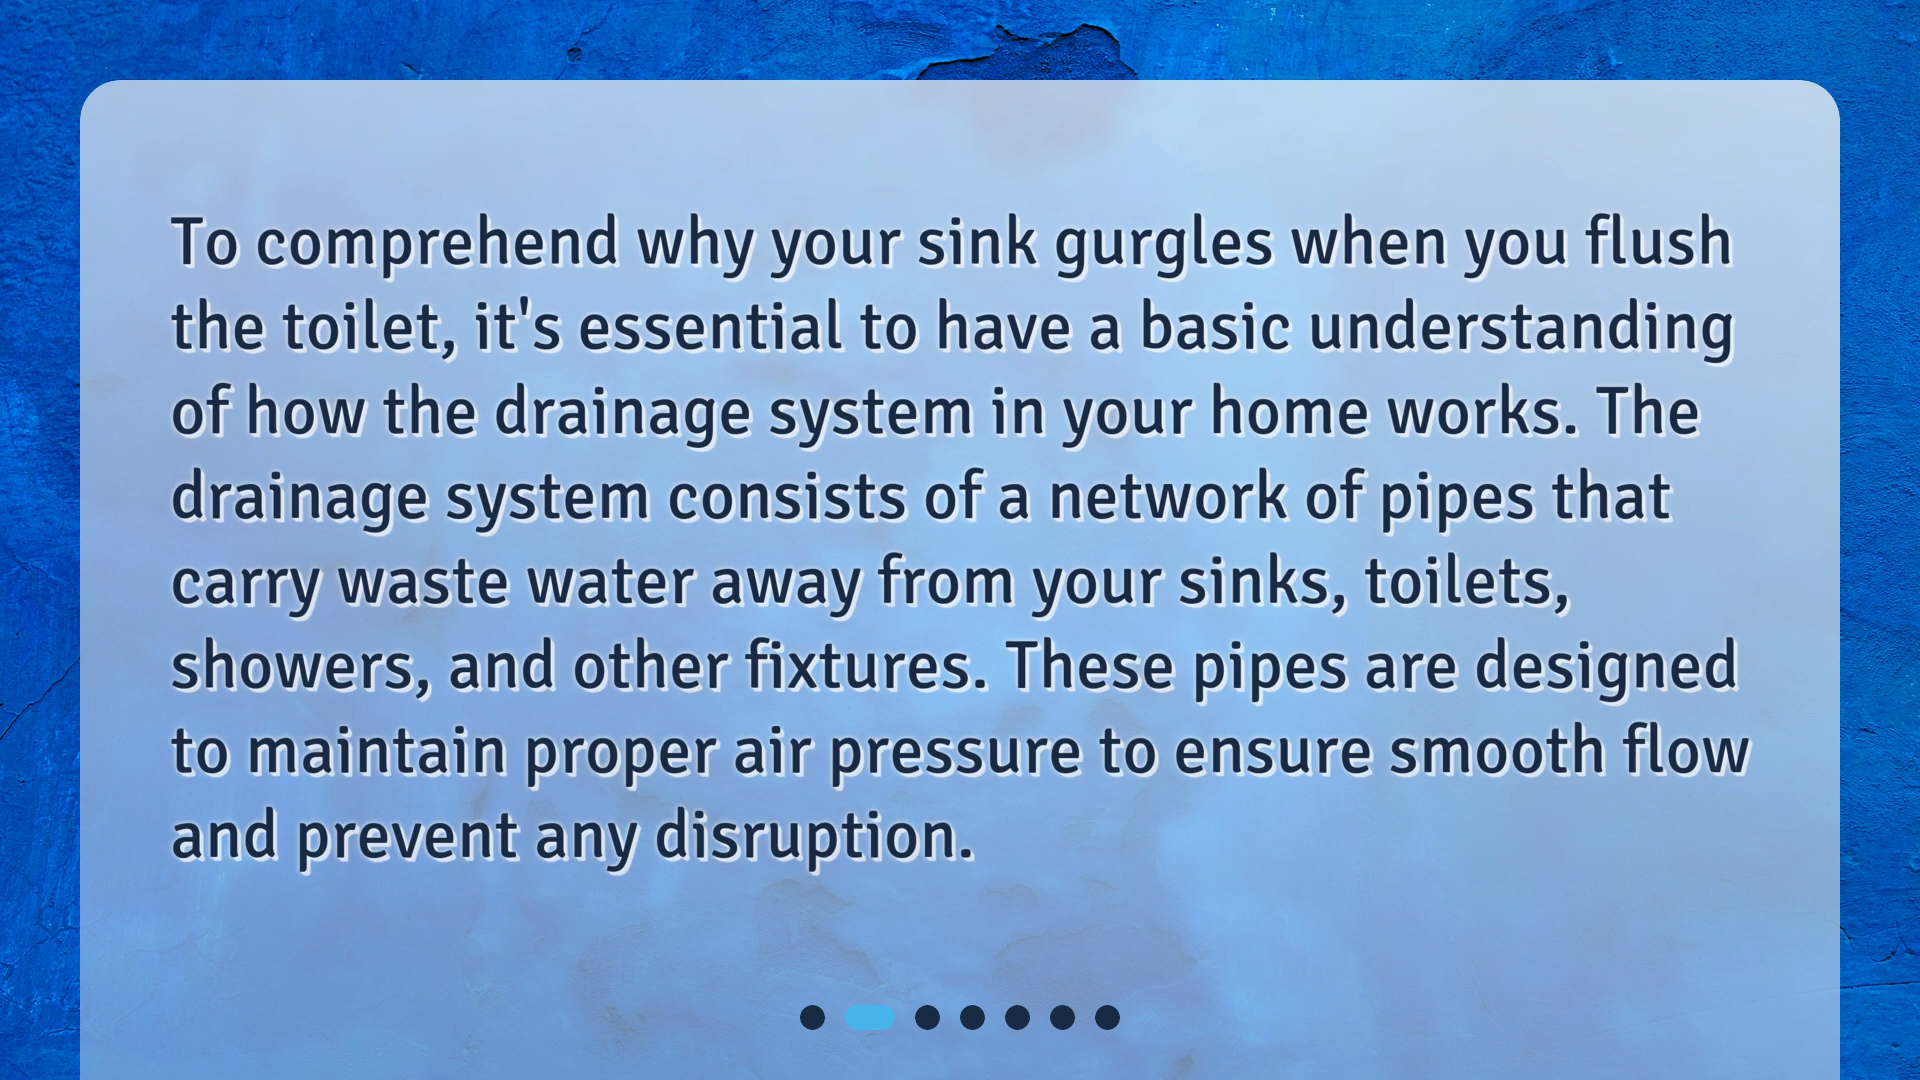 To comprehend why your sink gurgles when you flush
the toilet, it's essential to have a basic understanding
of how the drainage system in your home works. The
drainage system consists of a network of pipes that
carry waste water away from your sinks, toilets,
showers, and other fixtures. These pipes are designed
to maintain proper air pressure to ensure smooth flow
and prevent any disruption.